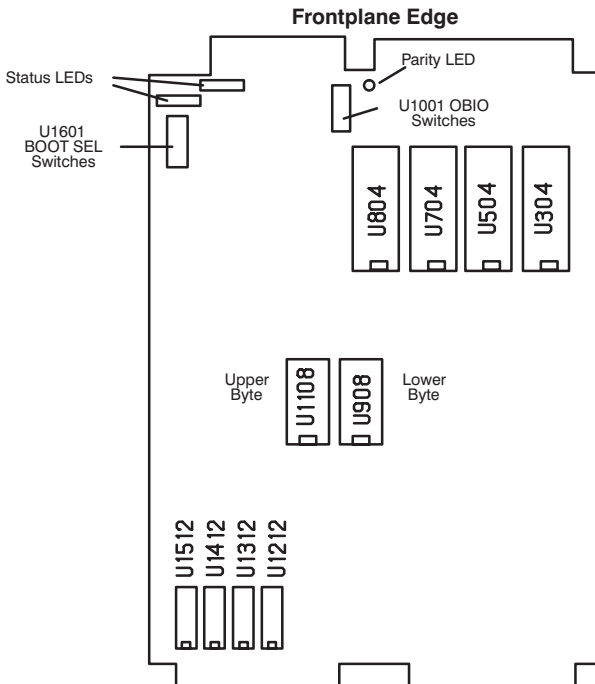 Frontplane Edge
Status LEDs
Parity LED
U1001 OBIO
Switches
U1601
BOOT SEL
Switches
U804
U704
U504
U304
Upper
Byte
U1108
U908
Lower
Byte
U1512
U1412
U1312
U1212